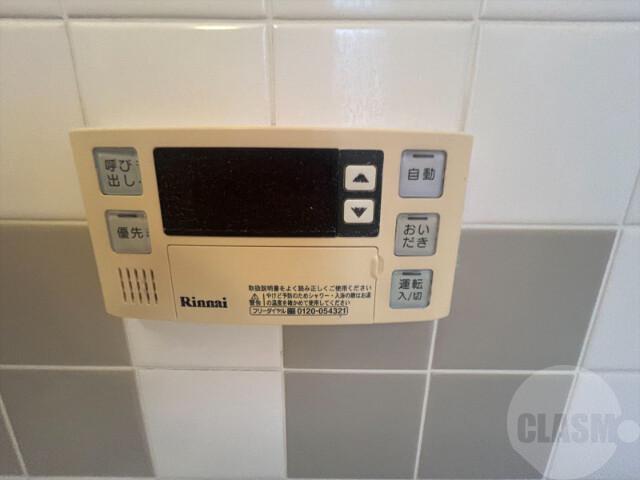 呼び
出し
自動
優先
おい
だき
運転
入/切
Rinnai
取扱説明書をよく読み正しくご使用ください
やけど予防のためシャワー・入浴の際はお湯
警告 の温度を確かめて使用してください
フリーダイヤル 0120-054321
CLASM